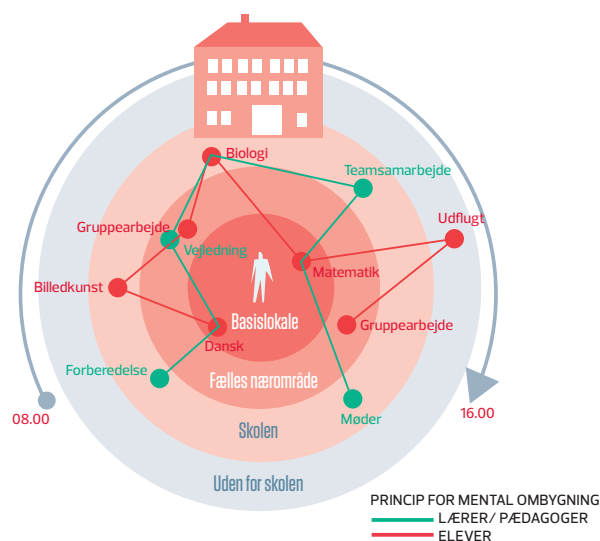 Biologi
Teamsamarbejde
Udflugt
Gruppearbejde
Vejledning
Matematik
Billedkunst
Basislokale
Gruppearbejde
Dansk
Forberedelse
Fælles nærområde
08.00
Møder
16.00
Skolen
Uden for skolen
PRINCIP FOR MENTAL OMBYGNING
LÆRER/ PÆDAGOGER
ELEVER